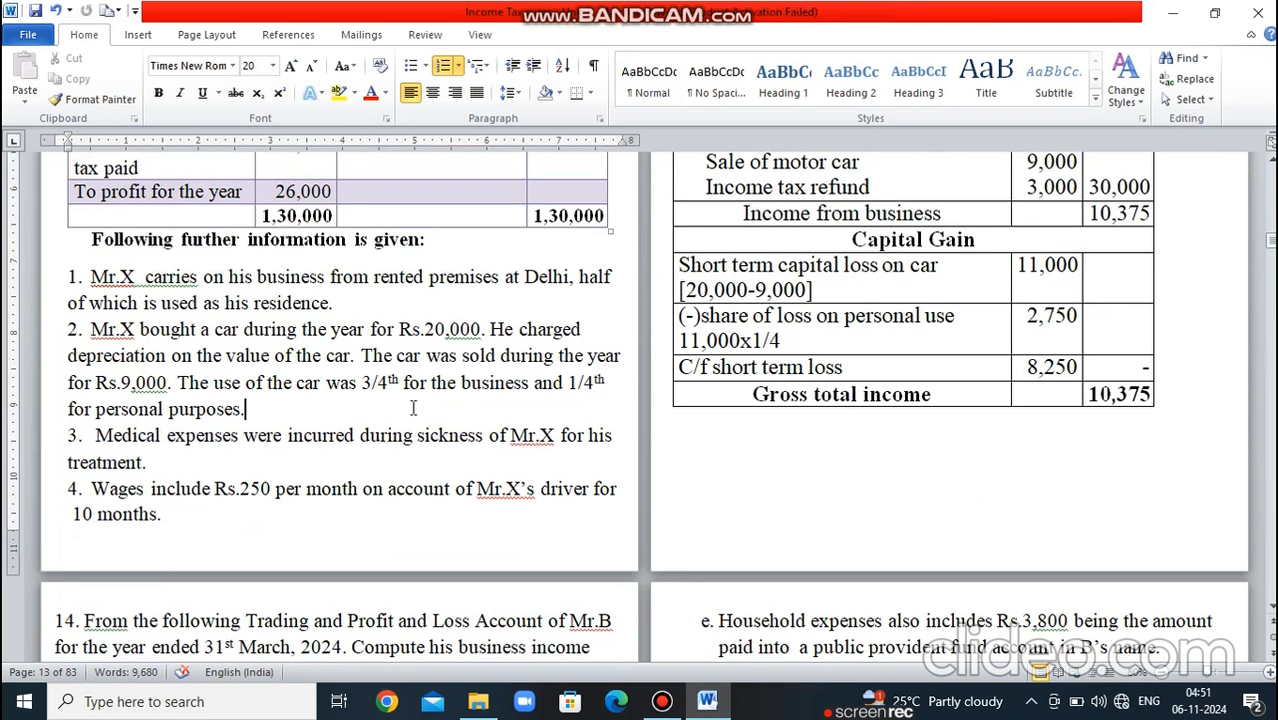 Income Tax
www.BANDICAM.com
Activation Failed)
File
Home
Insert
Page Layout
References
Mailings
Review
View
Cut
Copy
Paste
Format Painter
Clipboard
Times New Rom
20
Font
Paragraph
AaBbCcDc
¶ Normal
AaBbCcDc
¶ No Spaci...
AaBbC
Heading 1
AaBbCc
Heading 2
AaBbCcI
Heading 3
AaB
Title
AaBbCcI
Subtitle
Change
Styles
Styles
Find
Replace
Select
Editing
tax paid
To profit for the year 26,000
1,30,000 1,30,000
Following further information is given:
1. Mr.X carries on his business from rented premises at Delhi, half
of which is used as his residence.
2. Mr.X bought a car during the year for Rs.20,000. He charged
depreciation on the value of the car. The car was sold during the year
for Rs.9,000. The use of the car was 3/4th for the business and 1/4th
for personal purposes.
3. Medical expenses were incurred during sickness of Mr.X for his
treatment.
4. Wages include Rs.250 per month on account of Mr.X's driver for
10 months.
Sale of motor car 9,000
Income tax refund 3,000 30,000
Income from business 10,375
Capital Gain
Short term capital loss on car 11,000
[20,000-9,000]
(-)share of loss on personal use 2,750
11,000x1/4
C/f short term loss 8,250 -
Gross total income 10,375
14. From the following Trading and Profit and Loss Account of Mr.B
for the year ended 31st March, 2024. Compute his business income
e. Household expenses also includes Rs.3,800 being the amount
paid into a public provident fund account in B's name.
clideo.com
Page: 13 of 83
Words: 9,680
English (India)
Type here to search
25°C Partly cloudy
screen rec
ENG
04:51
06-11-2024
2